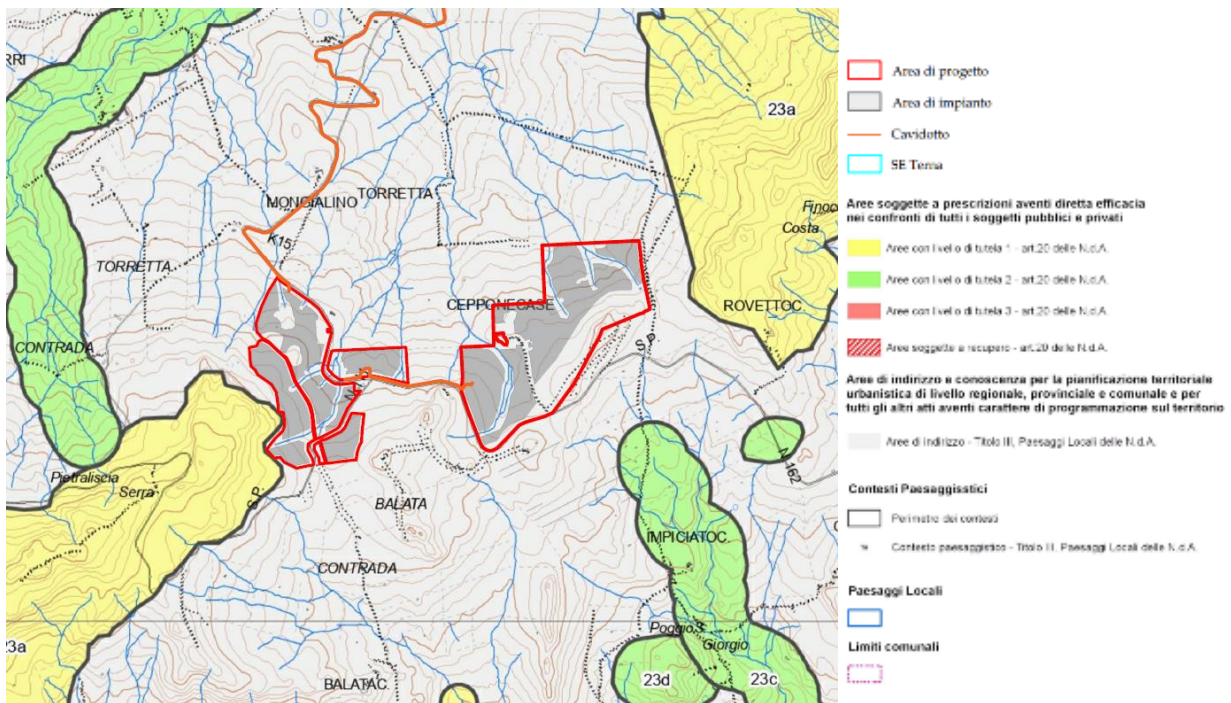 RRI
23a
MONGIALINO
TORRETTA
K15
Finoc
Costa
TORRETTA
CEPPONECASE
ROVETTOC.
CONTRADA
S.P.
Pietraliscia
Serra
S.P.
N.162
BALATA
IMPICIATOC.
CONTRADA
23a
Poggio
Giorgio
BALATAC.
23d
23c
Area di progetto
Area di impianto
Cavidotto
SE Terna
Aree soggette a prescrizioni aventi diretta efficacia
nei confronti di tutti i soggetti pubblici e privati
Aree con livello di tutela 1 - art.20 delle N.d.A.
Aree con livello di tutela 2 - art.20 delle N.d.A.
Aree con livello di tutela 3 - art.20 delle N.d.A.
Aree soggette a recupero - art.20 delle N.d.A.
Aree di indirizzo e conoscenza per la pianificazione territoriale
urbanistica di livello regionale, provinciale e comunale e per
tutti gli altri atti aventi carattere di programmazione sul territorio
Aree di Indirizzo - Titolo III, Paesaggi Locali delle N.d.A.
Contesti Paesaggisstici
Perimetro dei contesti
Contesto paesaggistico - Titolo III, Paesaggi Locali delle N.d.A.
Paesaggi Locali
Limiti comunali